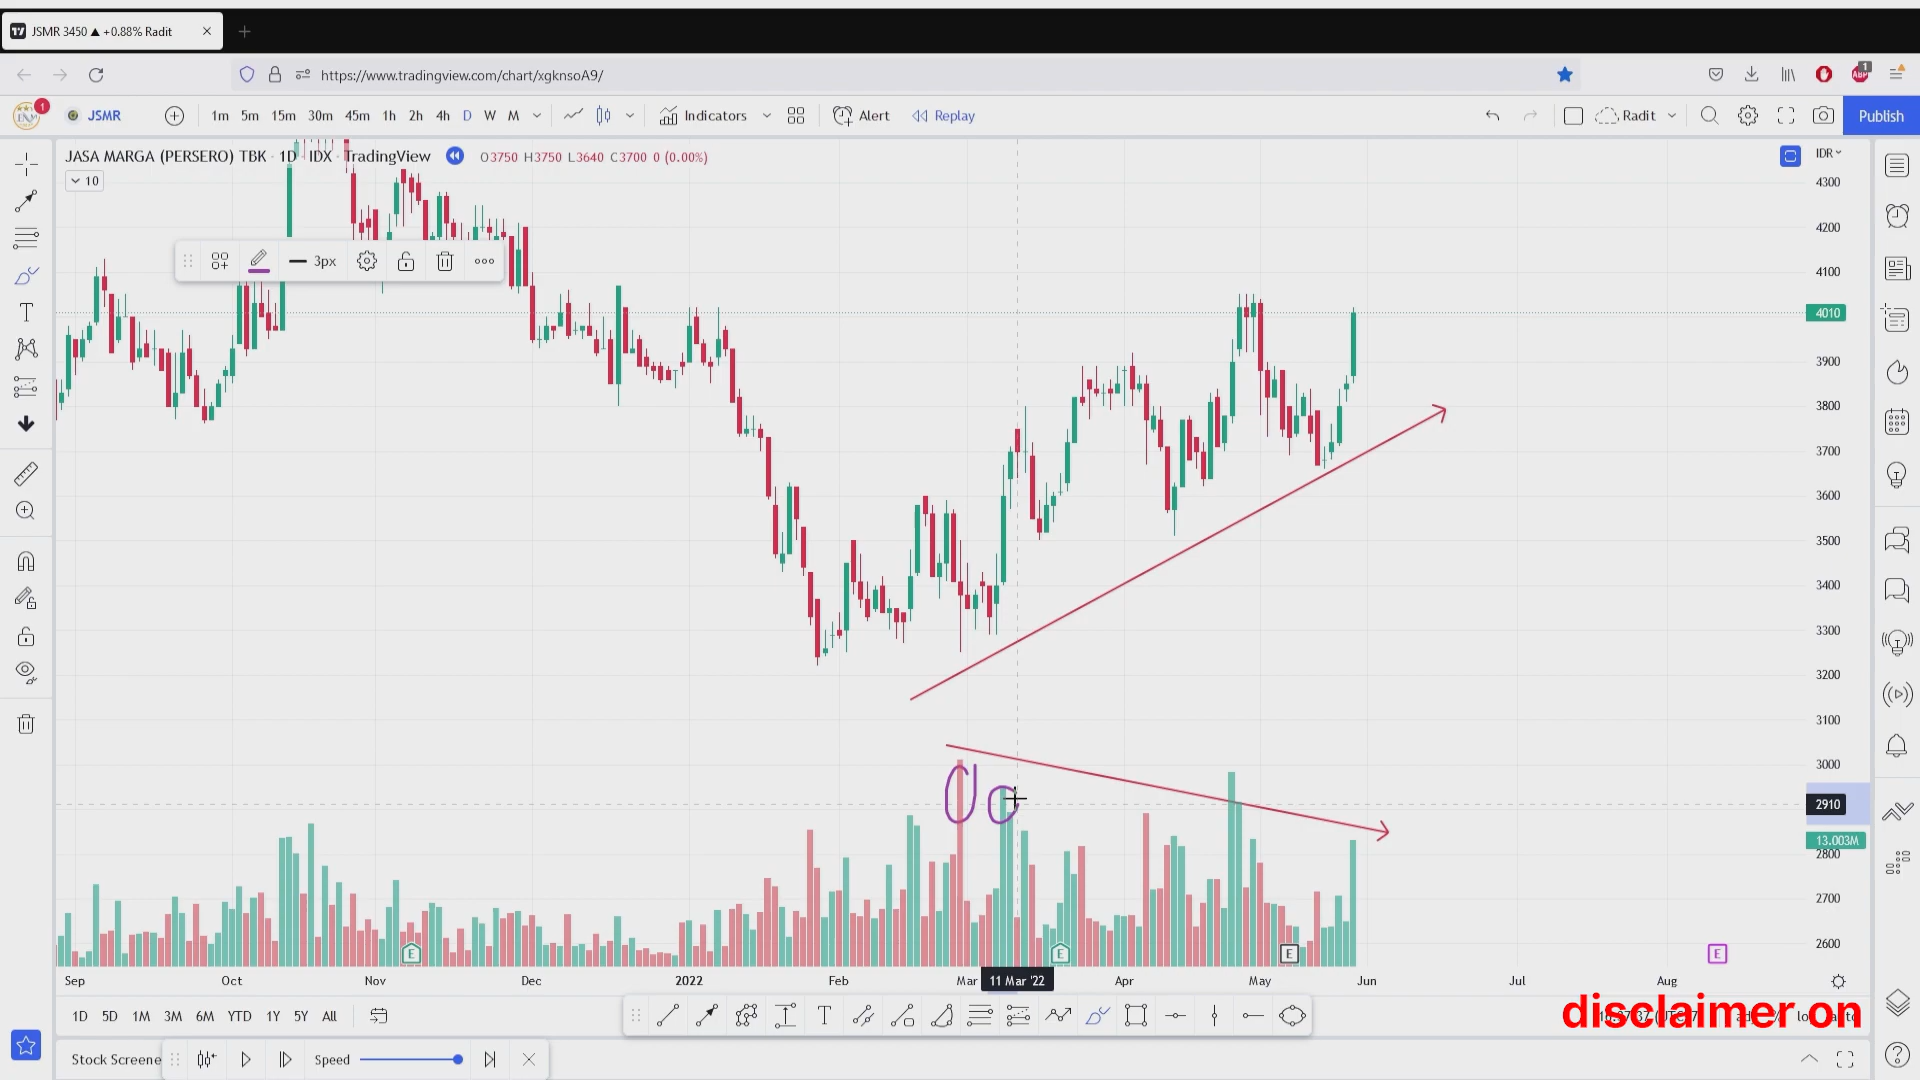 JSMR 3450 ▲ +0.88% Radit
https://www.tradingview.com/chart/xgknsoA9/
1
JSMR
1m 5m 15m 30m 45m 1h 2h 4h D W M
Indicators
Alert
Replay
Radit
Publish
JASA MARGA (PERSERO) TBK · 1D · IDX · TradingView
O3750 H3750 L3640 C3700 0 (0.00%)
10
3px
IDR
4300
4200
4100
4010
3900
3800
3700
3600
3500
3400
3300
3200
3100
3000
2910
13.003M
2800
2700
2600
E E E E
Sep Oct Nov Dec 2022 Feb Mar 11 Mar '22 Apr May Jun Jul Aug
1D 5D 1M 3M 6M YTD 1Y 5Y All
disclaimer on
Stock Screene
Speed